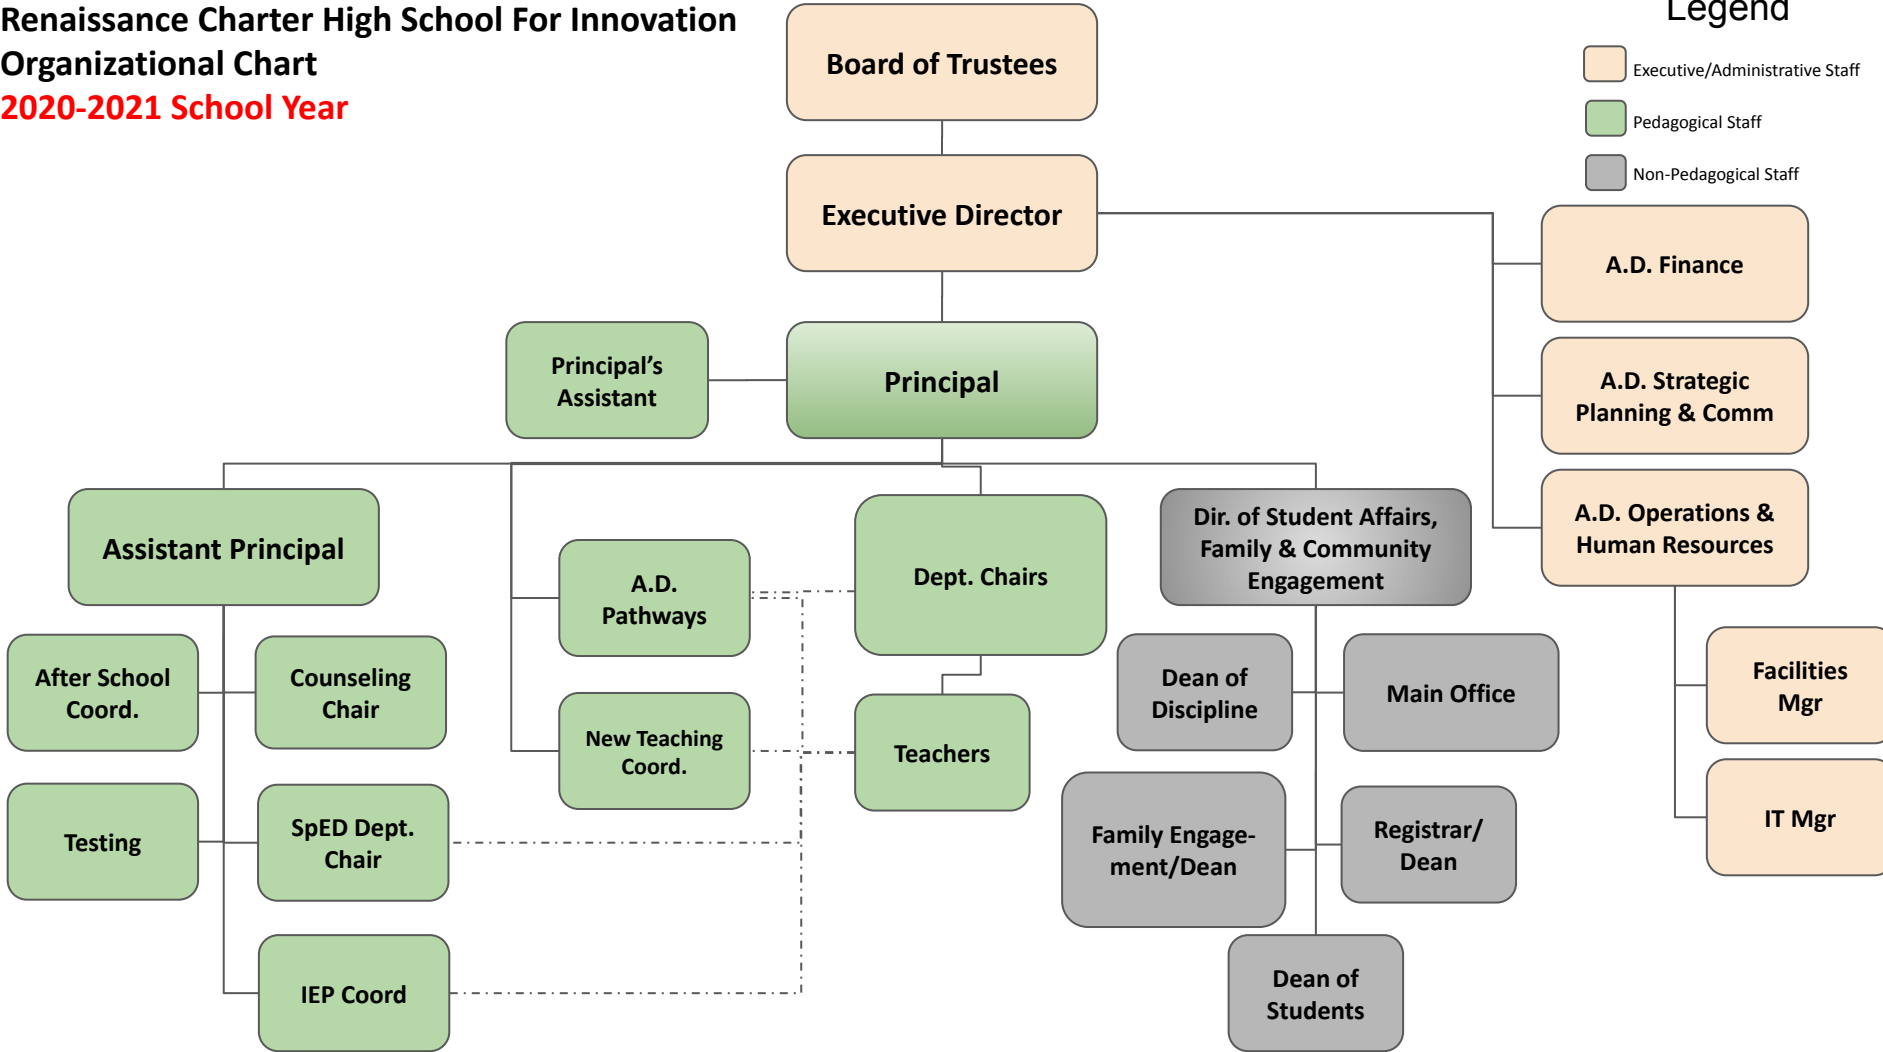 Renaissance Charter High School For Innovation
Organizational Chart
2020-2021 School Year
Legend
Executive/Administrative Staff
Pedagogical Staff
Non-Pedagogical Staff
Board of Trustees
Executive Director
A.D. Finance
A.D. Strategic
Planning & Comm
A.D. Operations &
Human Resources
Facilities
Mgr
IT Mgr
Principal's
Assistant
Principal
Assistant Principal
After School
Coord.
Counseling
Chair
Testing
SpED Dept.
Chair
IEP Coord
A.D.
Pathways
New Teaching
Coord.
Dept. Chairs
Teachers
Dir. of Student Affairs,
Family & Community
Engagement
Dean of
Discipline
Main Office
Family Engage-
ment/Dean
Registrar/
Dean
Dean of
Students